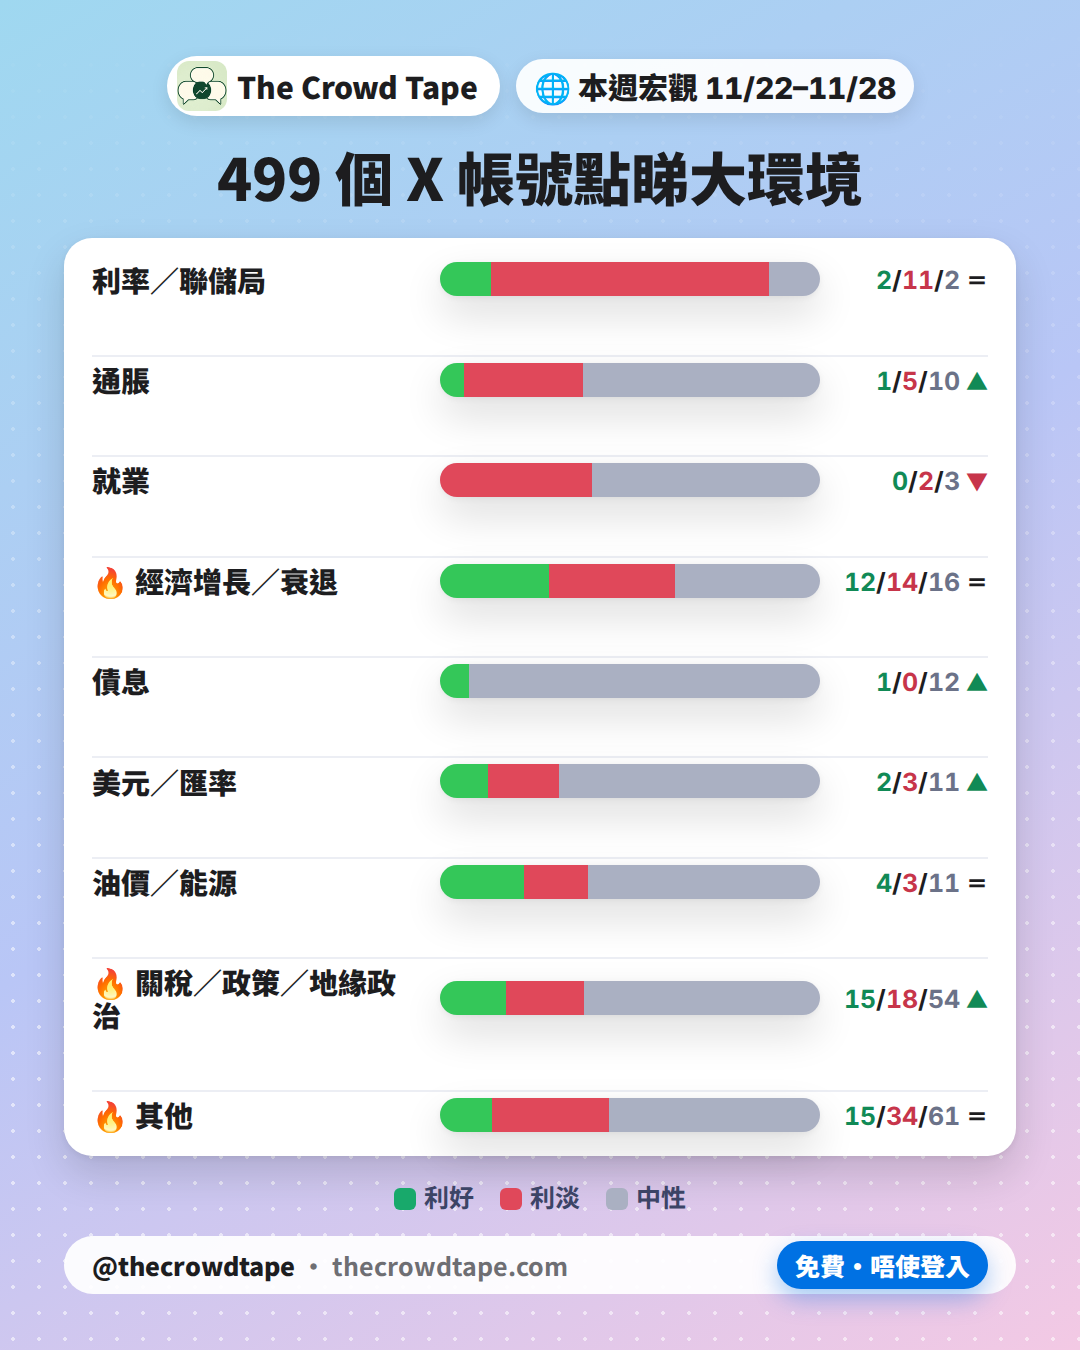 The Crowd Tape
🌐 本週宏觀 11/22–11/28
499 個 X 帳號點睇大環境
利率／聯儲局 2/11/2 =
通脹 1/5/10 ▲
就業 0/2/3 ▼
🔥 經濟增長／衰退 12/14/16 =
債息 1/0/12 ▲
美元／匯率 2/3/11 ▲
油價／能源 4/3/11 =
🔥 關稅／政策／地緣政
治 15/18/54 ▲
🔥 其他 15/34/61 =
利好 利淡 中性
@thecrowdtape · thecrowdtape.com 免費・唔使登入